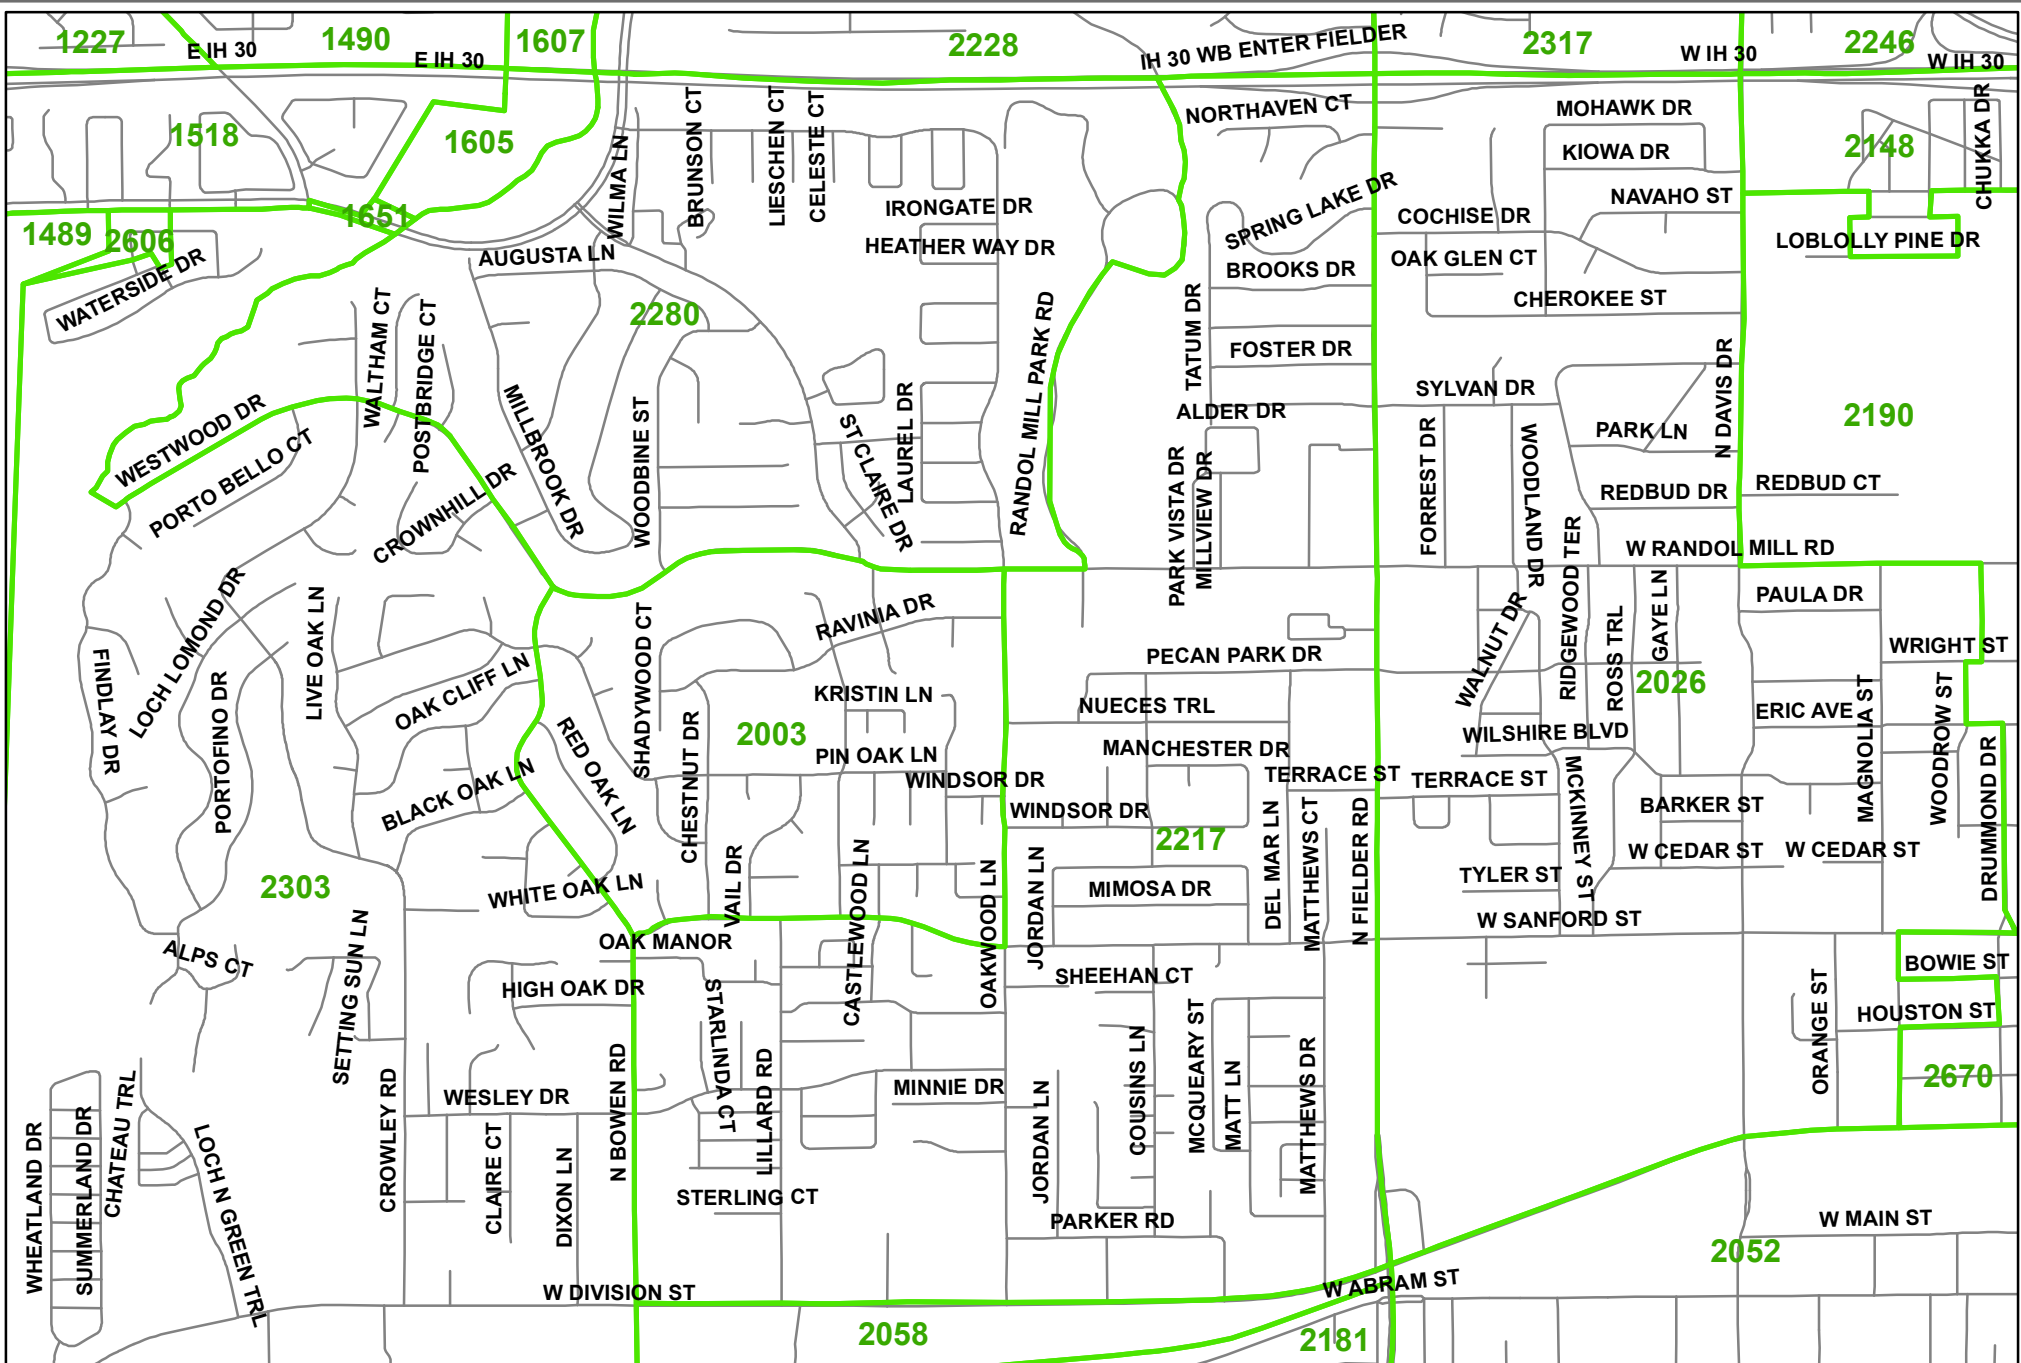 1227
E IH 30
1490
E IH 30
1607
2228
IH 30 WB ENTER FIELDER
2317
W IH 30
2246
W IH 30
1518
1605
WILMA LN
BRUNSON CT
LIESCHEN CT
CELESTE CT
NORTHAVEN CT
MOHAWK DR
KIOWA DR
2148
CHUKKA DR
1489
2606
1651
IRONGATE DR
SPRING LAKE DR
COCHISE DR
NAVAHO ST
WATERSIDE DR
AUGUSTA LN
HEATHER WAY DR
BROOKS DR
OAK GLEN CT
LOBLOLLY PINE DR
WALTHAM CT
POSTBRIDGE CT
2280
RANDOL MILL PARK RD
TATUM DR
CHEROKEE ST
FOSTER DR
N DAVIS DR
WESTWOOD DR
PORTO BELLO CT
CROWNHILL DR
MILLBROOK DR
WOODBINE ST
ST CLAIRE DR
LAUREL DR
ALDER DR
SYLVAN DR
2190
PARK VISTA DR
MILLVIEW DR
FORREST DR
WOODLAND DR
PARK LN
REDBUD DR
REDBUD CT
W RANDOL MILL RD
FINDLAY DR
LOCH LOMOND DR
PORTOFINO DR
LIVE OAK LN
OAK CLIFF LN
BLACK OAK LN
RED OAK LN
SHADYWOOD CT
CHESTNUT DR
RAVINIA DR
KRISTIN LN
2003
PIN OAK LN
WINDSOR DR
WINDSOR DR
PECAN PARK DR
NUECES TRL
MANCHESTER DR
TERRACE ST
TERRACE ST
WALNUT DR
RIDGEWOOD TER
ROSS TRL
GAYE LN
2026
WILSHIRE BLVD
PAULA DR
WRIGHT ST
ERIC AVE
MAGNOLIA ST
WOODROW ST
DRUMMOND DR
2303
WHITE OAK LN
VAIL DR
CASTLEWOOD LN
OAKWOOD LN
JORDAN LN
2217
MIMOSA DR
DEL MAR LN
MATTHEWS CT
N FIELDER RD
MCKINNEY ST
BARKER ST
W CEDAR ST
W CEDAR ST
TYLER ST
W SANFORD ST
ALPS CT
SETTING SUN LN
OAK MANOR
HIGH OAK DR
STARLINDA CT
SHEEHAN CT
BOWIE ST
HOUSTON ST
ORANGE ST
2670
WHEATLAND DR
SUMMERLAND DR
CHATEAU TRL
LOCH N GREEN TRL
CROWLEY RD
WESLEY DR
CLAIRE CT
DIXON LN
N BOWEN RD
LILLARD RD
STERLING CT
MINNIE DR
JORDAN LN
COUSINS LN
MCQUEARY ST
MATT LN
MATTHEWS DR
PARKER RD
W MAIN ST
2052
W DIVISION ST
W ABRAM ST
2058
2181